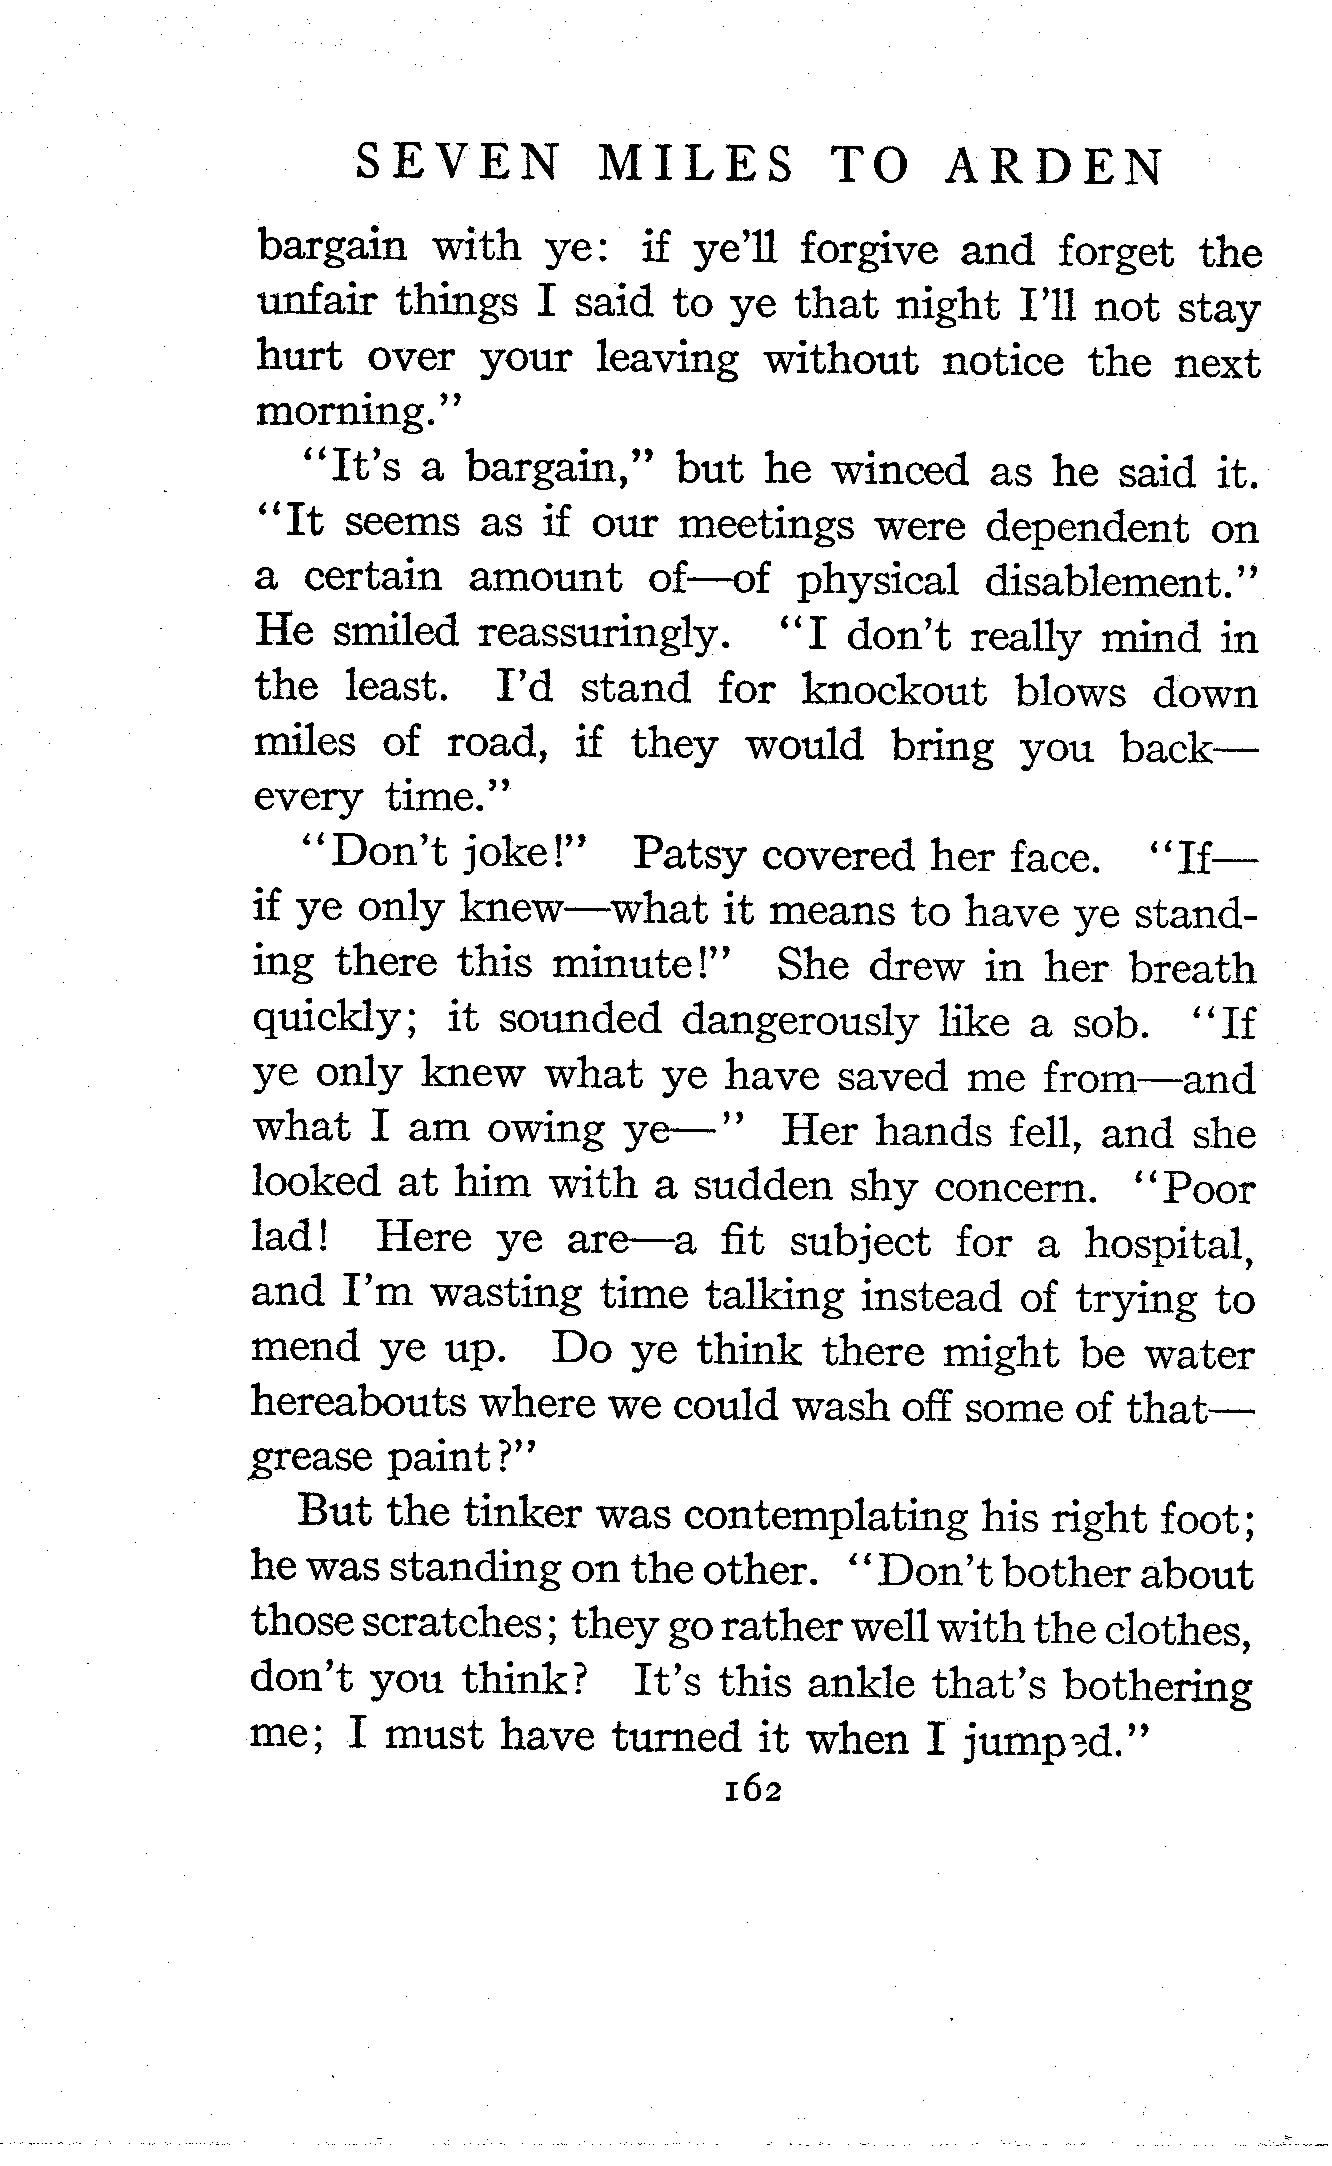 SEVEN MILES TO ARDEN
bargain with ye: if ye'll forgive and forget the
unfair things I said to ye that night I'll not stay
hurt over your leaving without notice the next
morning."
"It's a bargain," but he winced as he said it.
"It seems as if our meetings were dependent on
a certain amount of—of physical disablement."
He smiled reassuringly. "I don't really mind in
the least. I'd stand for knockout blows down
miles of road, if they would bring you back—
every time."
"Don't joke!" Patsy covered her face. "If—
if ye only knew—what it means to have ye stand-
ing there this minute!" She drew in her breath
quickly; it sounded dangerously like a sob. "If
ye only knew what ye have saved me from—and
what I am owing ye—" Her hands fell, and she
looked at him with a sudden shy concern. "Poor
lad! Here ye are—a fit subject for a hospital,
and I'm wasting time talking instead of trying to
mend ye up. Do ye think there might be water
hereabouts where we could wash off some of that—
grease paint?"
But the tinker was contemplating his right foot;
he was standing on the other. "Don't bother about
those scratches; they go rather well with the clothes,
don't you think? It's this ankle that's bothering
me; I must have turned it when I jumped."
162